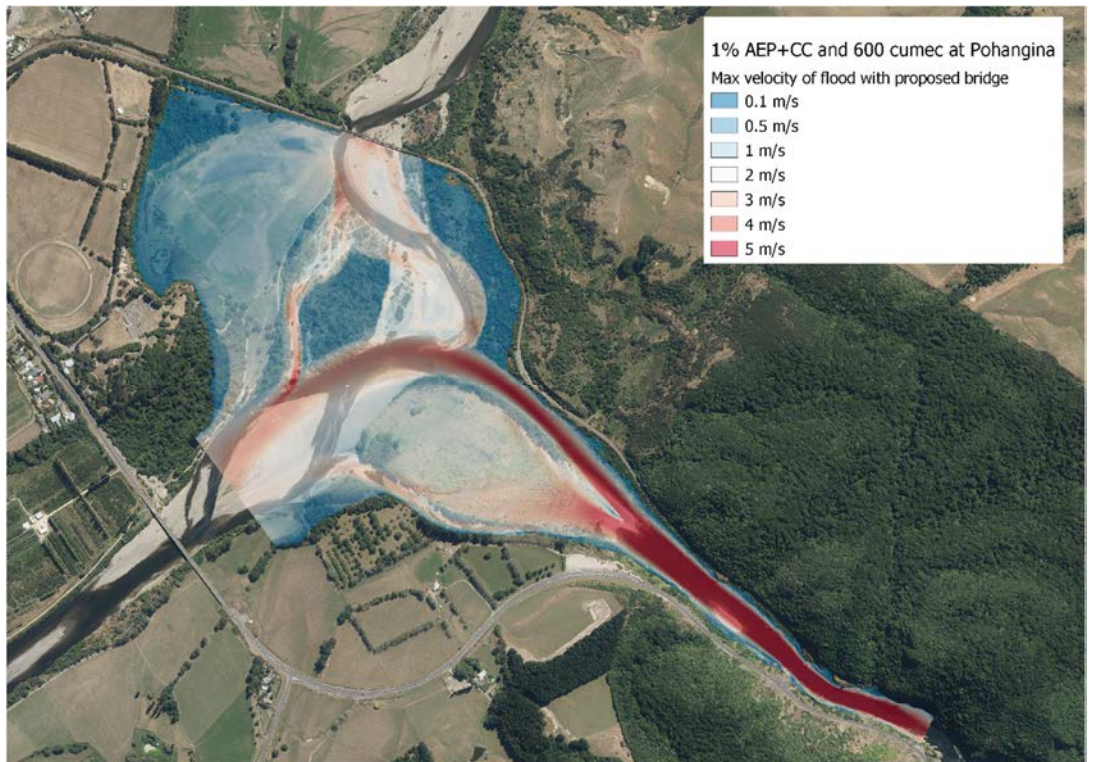 1% AEP+CC and 600 cumec at Pohangina
Max velocity of flood with proposed bridge
0.1 m/s
0.5 m/s
1 m/s
2 m/s
3 m/s
4 m/s
5 m/s